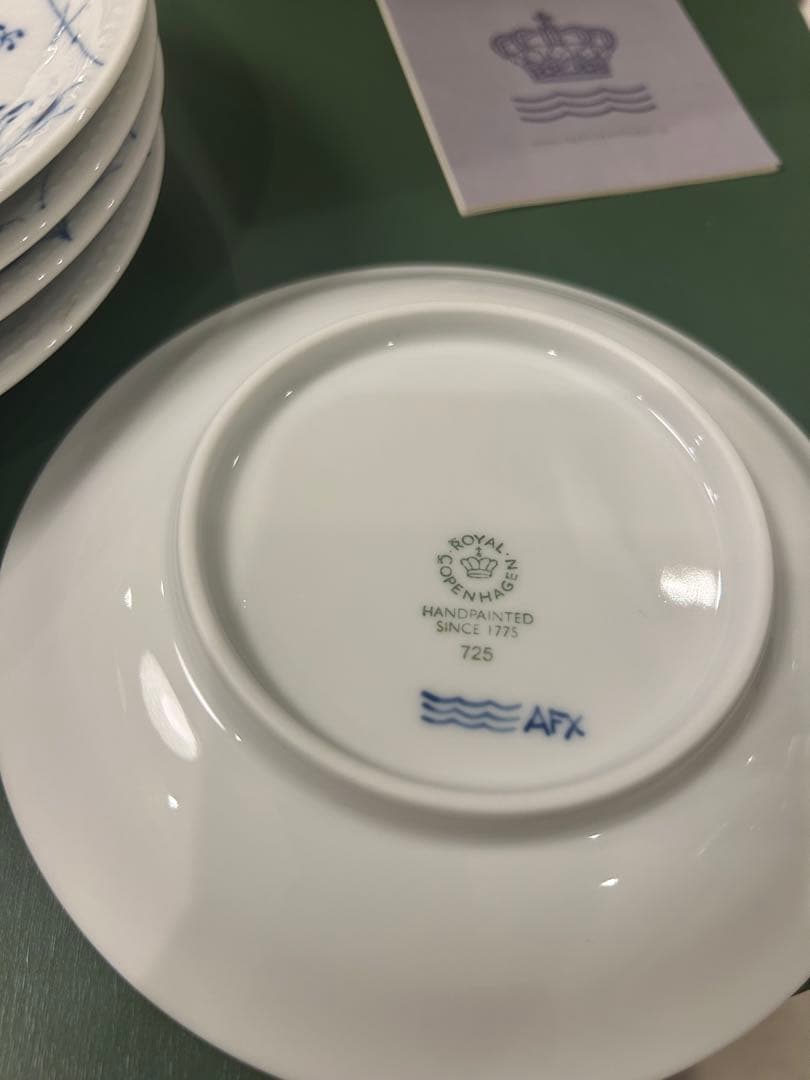 ROYAL
COPENHAGEN
HANDPAINTED
SINCE 1775
725
AFX